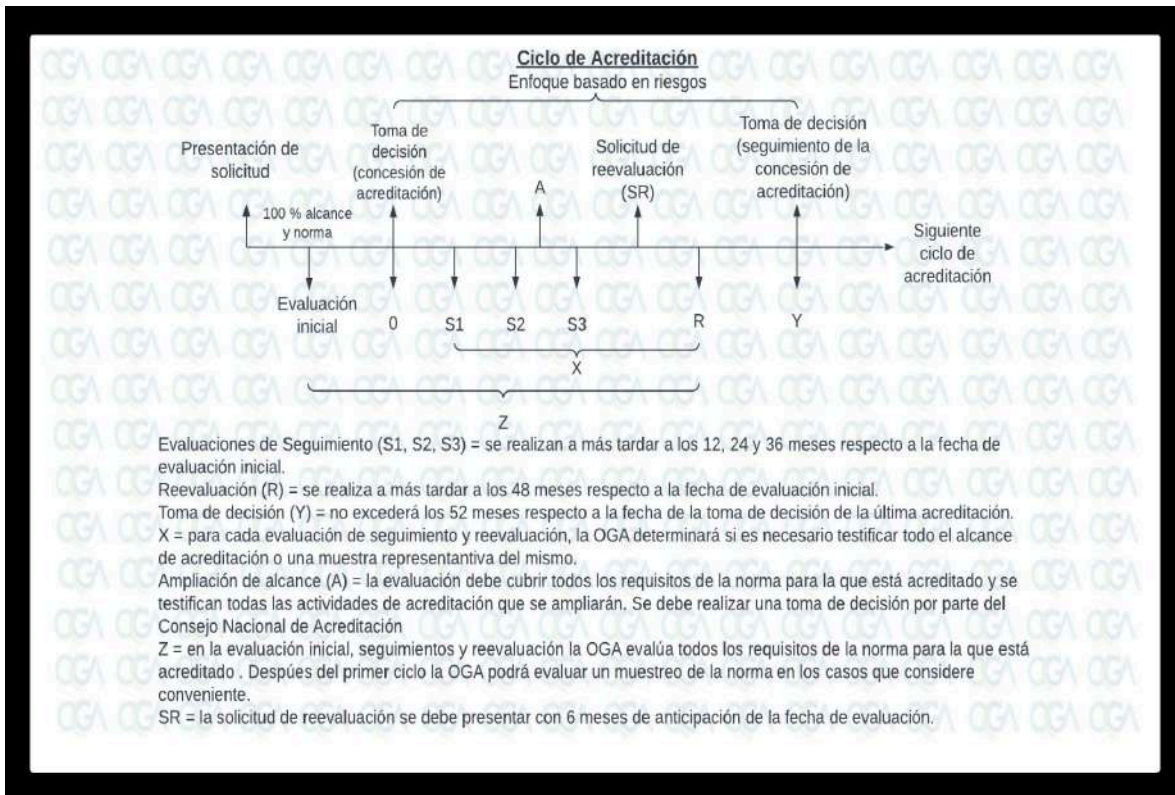 Ciclo de Acreditación
Enfoque basado en riesgos
Presentación de
solicitud
100 % alcance
y norma
Toma de
decisión
(concesión de
acreditación)
A
Solicitud de
reevaluación
(SR)
Toma de decisión
(seguimiento de la
concesión de
acreditación)
Siguiente
ciclo de
acreditación
Evaluación
inicial
0
S1
S2
S3
R
Y
X
Z
Evaluaciones de Seguimiento (S1, S2, S3) = se realizan a más tardar a los 12, 24 y 36 meses respecto a la fecha de
evaluación inicial.
Reevaluación (R) = se realiza a más tardar a los 48 meses respecto a la fecha de evaluación inicial.
Toma de decisión (Y) = no excederá los 52 meses respecto a la fecha de la toma de decisión de la última acreditación.
X = para cada evaluación de seguimiento y reevaluación, la OGA determinará si es necesario testificar todo el alcance
de acreditación o una muestra representantiva del mismo.
Ampliación de alcance (A) = la evaluación debe cubrir todos los requisitos de la norma para la que está acreditado y se
testifican todas las actividades de acreditación que se ampliarán. Se debe realizar una toma de decisión por parte del
Consejo Nacional de Acreditación
Z = en la evaluación inicial, seguimientos y reevaluación la OGA evalúa todos los requisitos de la norma para la que está
acreditado . Despúes del primer ciclo la OGA podrá evaluar un muestreo de la norma en los casos que considere
conveniente.
SR = la solicitud de reevaluación se debe presentar con 6 meses de anticipación de la fecha de evaluación.